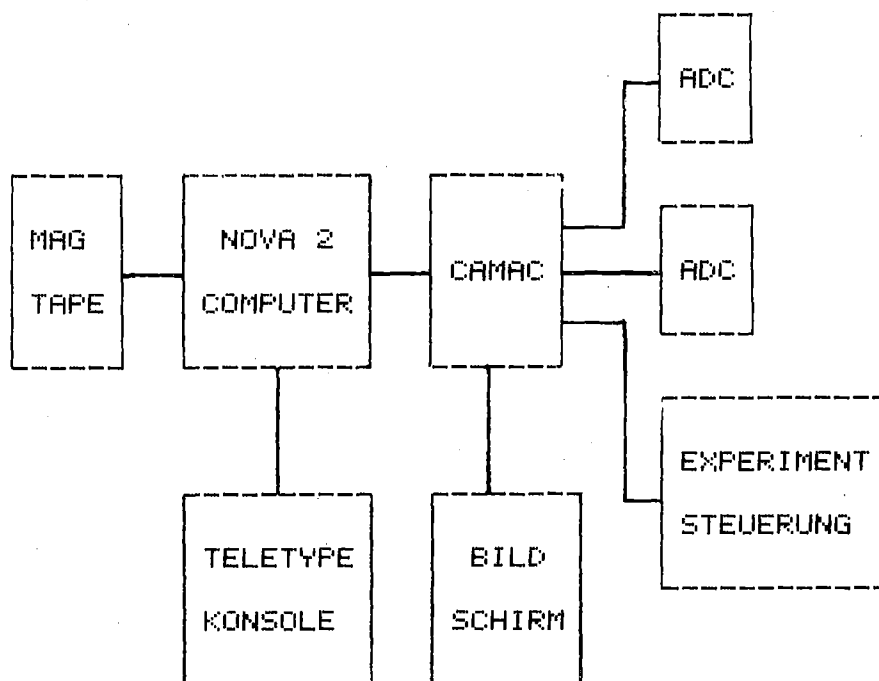 ADC
MAG
TAPE
NOVA 2
COMPUTER
CAMAC
ADC
EXPERIMENT
STEUERUNG
TELETYPE
KONSOLE
BILD
SCHIRM